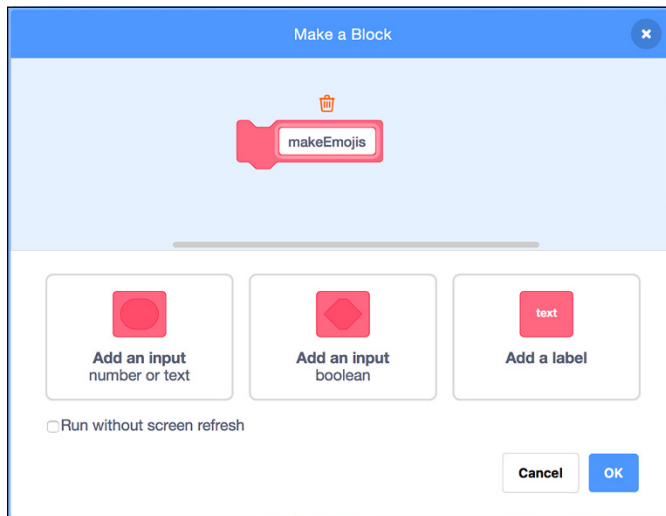 Make a Block
makeEmojis
text
Add an input
number or text
Add an input
boolean
Add a label
Run without screen refresh
Cancel
OK